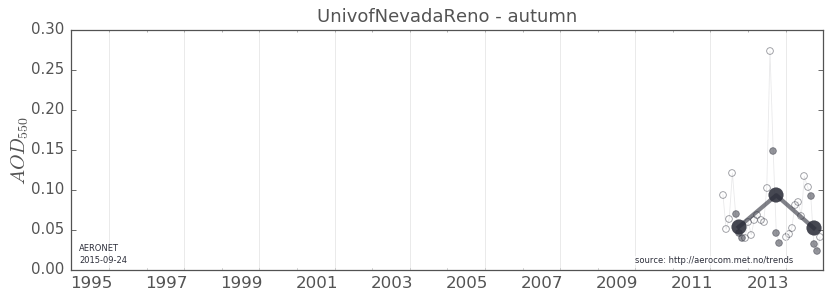 UnivofNevadaReno - autumn
0.30
0.25
0.20
0.15
0.10
0.05
0.00
AOD550
AERONET
2015-09-24
source: http://aerocom.met.no/trends
1995 1997 1999 2001 2003 2005 2007 2009 2011 2013